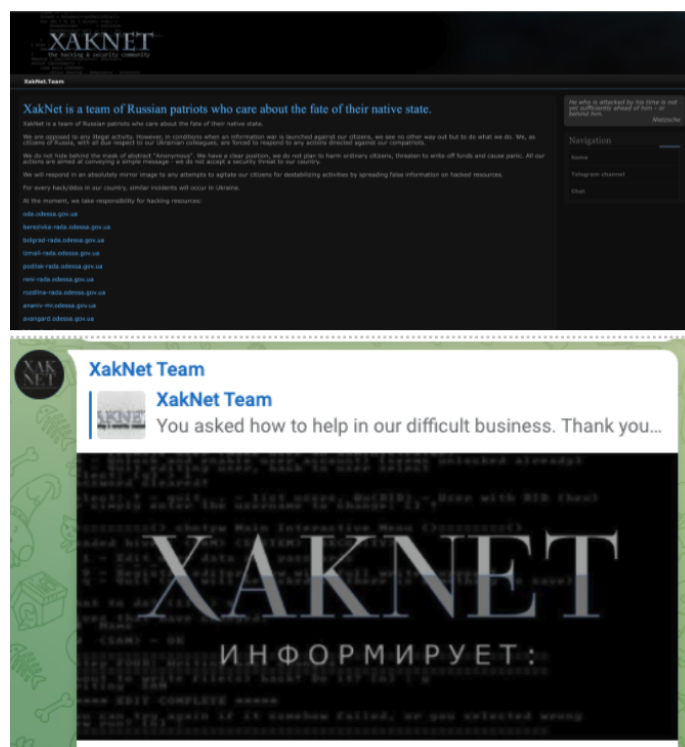 XAKNET
the hacking & security community
XakNet.Team
XakNet is a team of Russian patriots who care about the fate of their native state.
XakNet is a team of Russian patriots who care about the fate of their native state.
We are opposed to any illegal activity. However, in conditions when an information war is launched against our citizens, we see no other way out but to do what we do. We, as
citizens of Russia, with all due respect to our Ukrainian colleagues, are forced to respond to any actions directed against our compatriots.
We do not hide behind the mask of abstract "Anonymous". We have a clear position, we do not plan to harm ordinary citizens, threaten to write off funds and cause panic. All our
actions are aimed at conveying a simple message - we do not accept a security threat to our country.
We will respond in an absolutely mirror image to any attempts to agitate our citizens for destabilizing activities by spreading false information on hacked resources.
For every hack/ddos in our country, similar incidents will occur in Ukraine.
At the moment, we take responsibility for hacking resources:
oda.odessa.gov.ua
berezivka-rada.odessa.gov.ua
bolgrad-rada.odessa.gov.ua
izmail-rada.odessa.gov.ua
podilsk-rada.odessa.gov.ua
reni-rada.odessa.gov.ua
rozdilna-rada.odessa.gov.ua
ananiv-mr.odessa.gov.ua
avangard.odessa.gov.ua
He who is attacked by his time is not
yet sufficiently ahead of him - or
behind him.
Nietzsche
Navigation
home
Telegram channel
Chat
XAK
NET
XakNet Team
XakNet Team
You asked how to help in our difficult business. Thank you...
XAKNET
ИНФОРМИРУЕТ:
==== EDIT COMPLETE ====